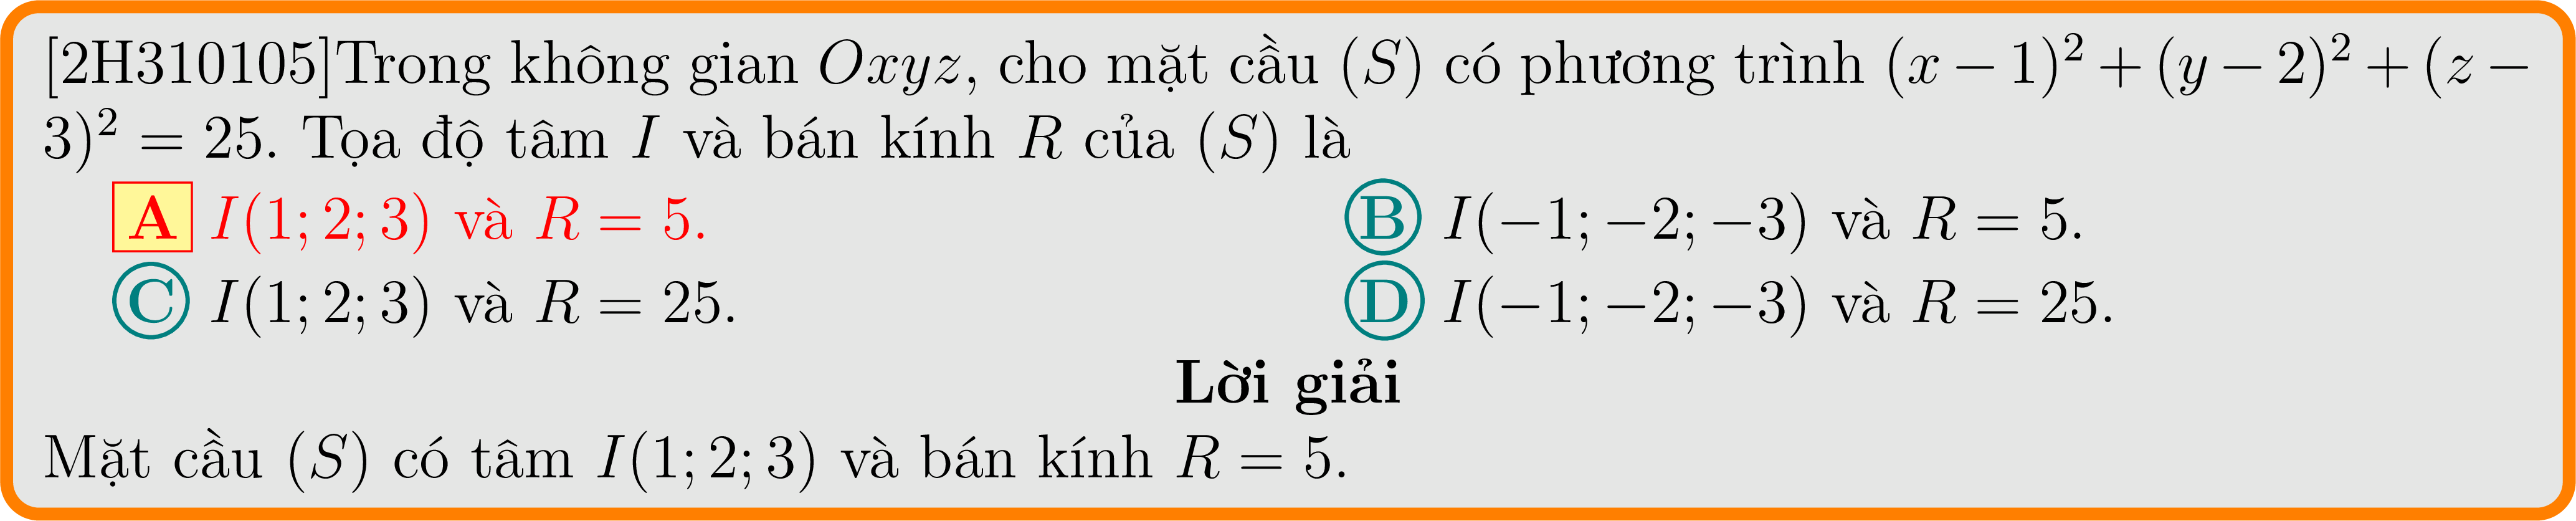 [2H310105]Trong không gian Oxyz, cho mặt cầu (S) có phương trình (x − 1)² + (y − 2)² + (z −
3)² = 25. Tọa độ tâm I và bán kính R của (S) là
A I(1; 2; 3) và R = 5. B I(−1; −2; −3) và R = 5.
C I(1; 2; 3) và R = 25. D I(−1; −2; −3) và R = 25.
Lời giải
Mặt cầu (S) có tâm I(1; 2; 3) và bán kính R = 5.